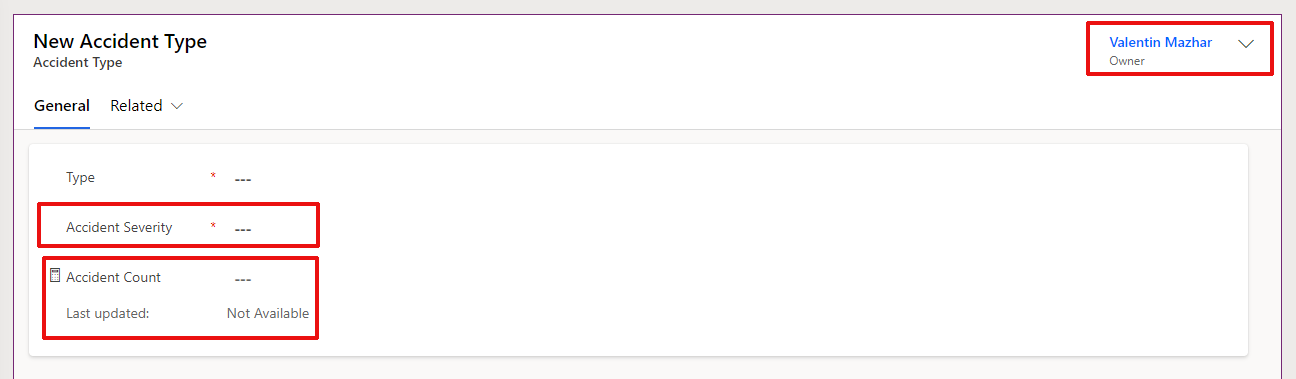 New Accident Type
Accident Type
Valentin Mazhar
Owner
General Related
Type * ---
Accident Severity * ---
Accident Count ---
Last updated: Not Available